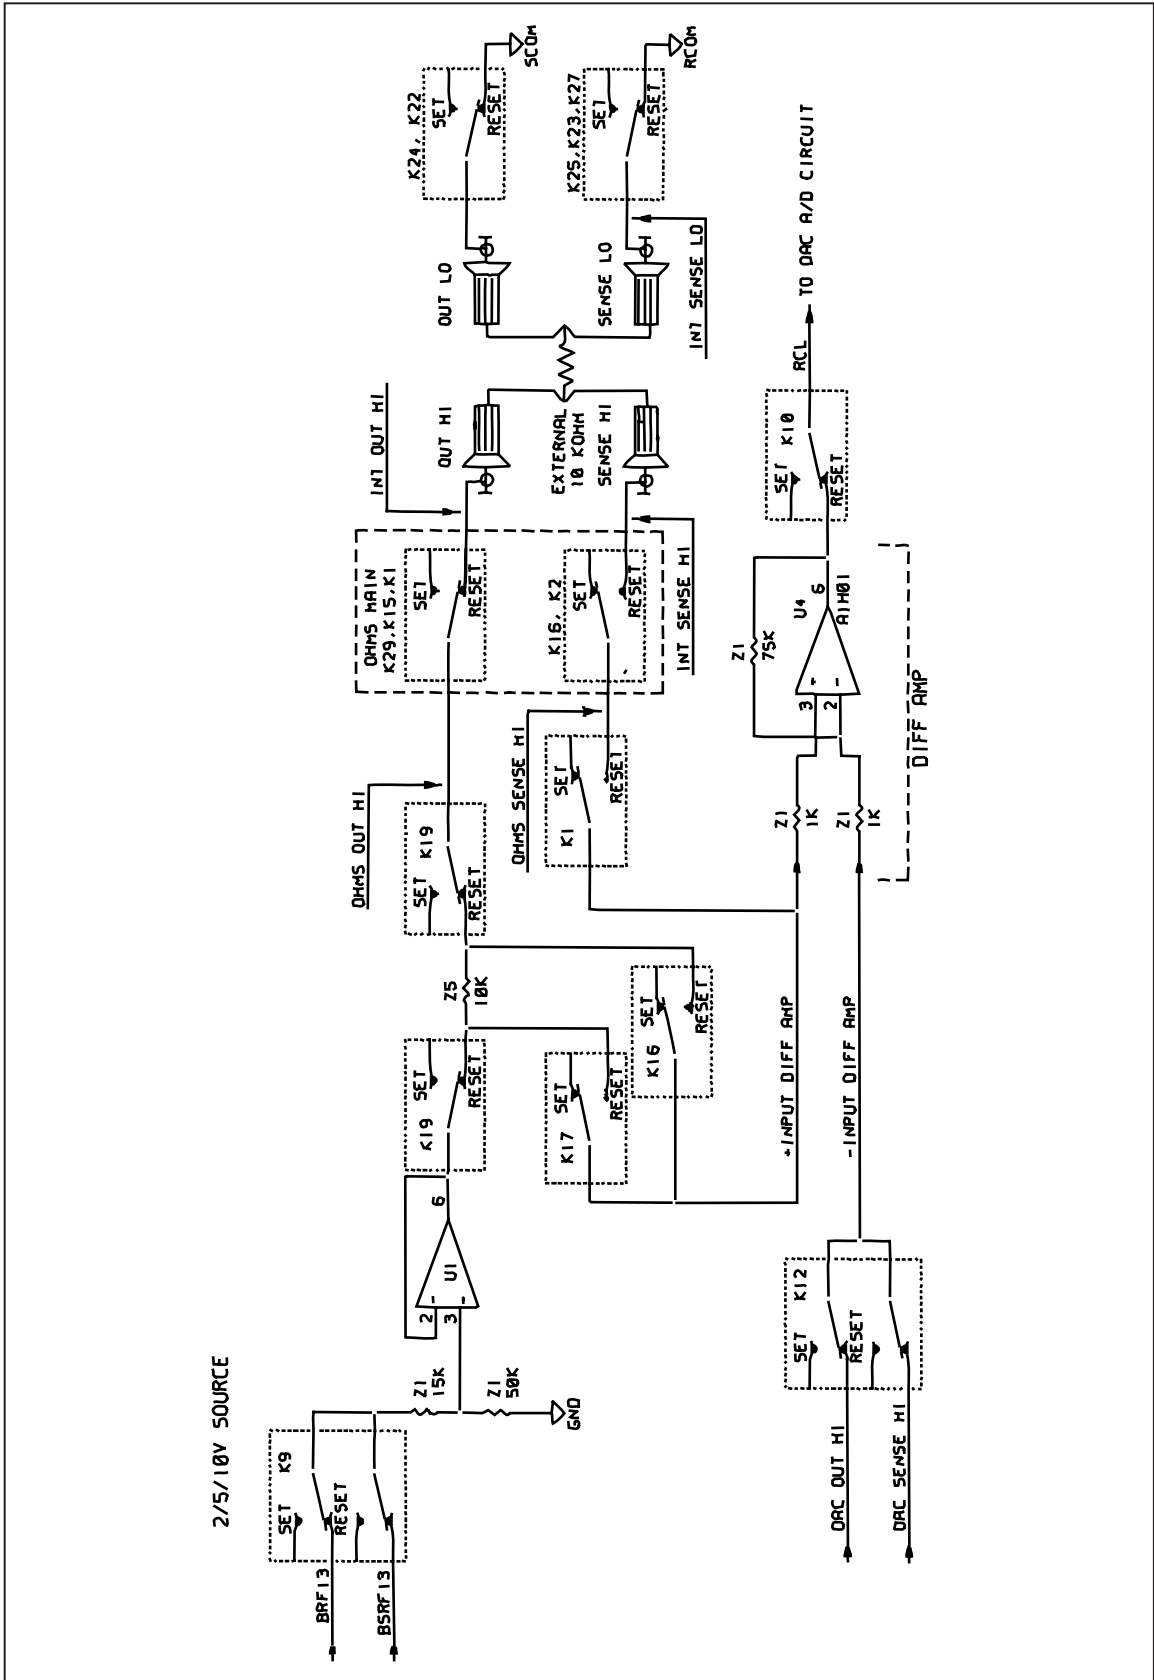 2/5/10V SOURCE
BRF13
BSRF13
SET
K9
RESET
Z1
15K
Z1
50K
GND
2
3
U1
6
SET
K19
RESET
Z5
10K
SET
K19
RESET
OHMS OUT HI
OHMS MAIN
K29,K15,K1
SET
RESET
INT OUT HI
OUT HI
OUT LO
K24, K22
SET
RESET
SCOM
EXTERNAL
10 KOHM
K17
SET
RESET
K16
SET
RESET
K1
SET
RESET
OHMS SENSE HI
K16, K2
SET
RESET
INT SENSE HI
SENSE HI
SENSE LO
INT SENSE LO
K25,K23,K27
SET
RESET
RCOM
DAC OUT HI
DAC SENSE HI
SET
K12
RESET
+INPUT DIFF AMP
-INPUT DIFF AMP
Z1
1K
Z1
1K
3
2
+
-
U4
6
A1H01
Z1
75K
DIFF AMP
SET
K10
RESET
RCL
TO DAC A/D CIRCUIT